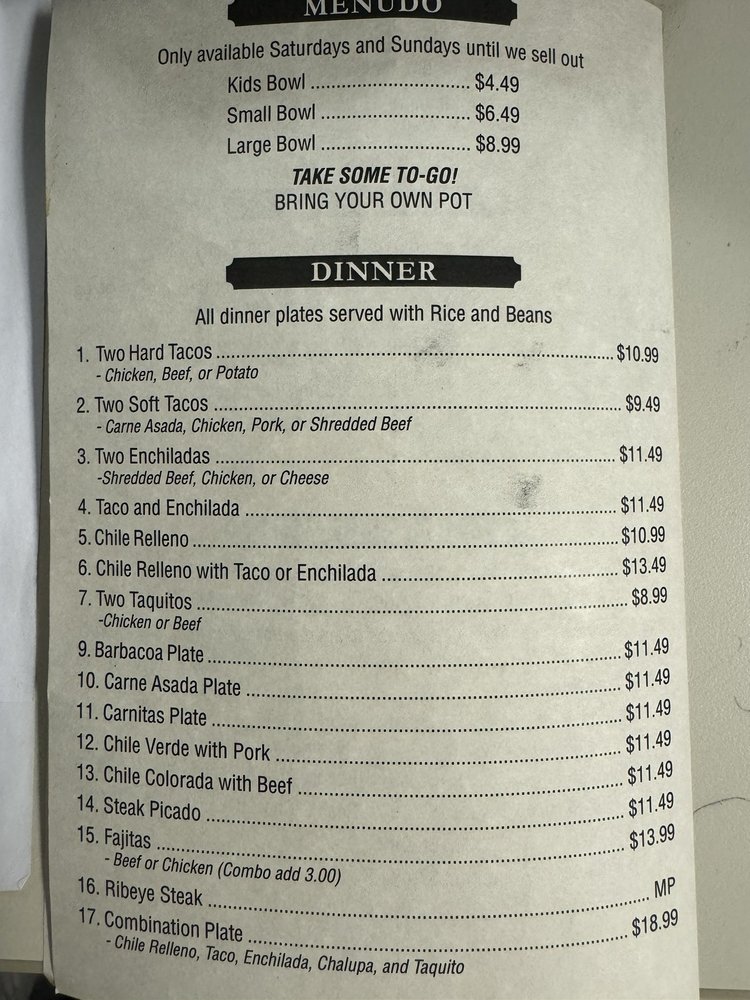 MENUDO
Only available Saturdays and Sundays until we sell out
Kids Bowl ................................ $4.49
Small Bowl .............................. $6.49
Large Bowl .............................. $8.99
TAKE SOME TO-GO!
BRING YOUR OWN POT
DINNER
All dinner plates served with Rice and Beans
1. Two Hard Tacos ................................ $10.99
- Chicken, Beef, or Potato
2. Two Soft Tacos ................................ $9.49
- Carne Asada, Chicken, Pork, or Shredded Beef
3. Two Enchiladas ................................ $11.49
-Shredded Beef, Chicken, or Cheese
4. Taco and Enchilada ................................ $11.49
5. Chile Relleno ................................ $10.99
6. Chile Relleno with Taco or Enchilada ................................ $13.49
7. Two Taquitos ................................ $8.99
-Chicken or Beef
9. Barbacoa Plate ................................ $11.49
10. Carne Asada Plate ................................ $11.49
11. Carnitas Plate ................................ $11.49
12. Chile Verde with Pork ................................ $11.49
13. Chile Colorada with Beef ................................ $11.49
14. Steak Picado ................................ $11.49
15. Fajitas ................................ $13.99
- Beef or Chicken (Combo add 3.00)
16. Ribeye Steak ................................ MP
17. Combination Plate ................................ $18.99
- Chile Relleno, Taco, Enchilada, Chalupa, and Taquito